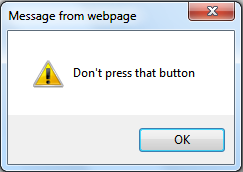 Message from webpage
Don't press that button
OK